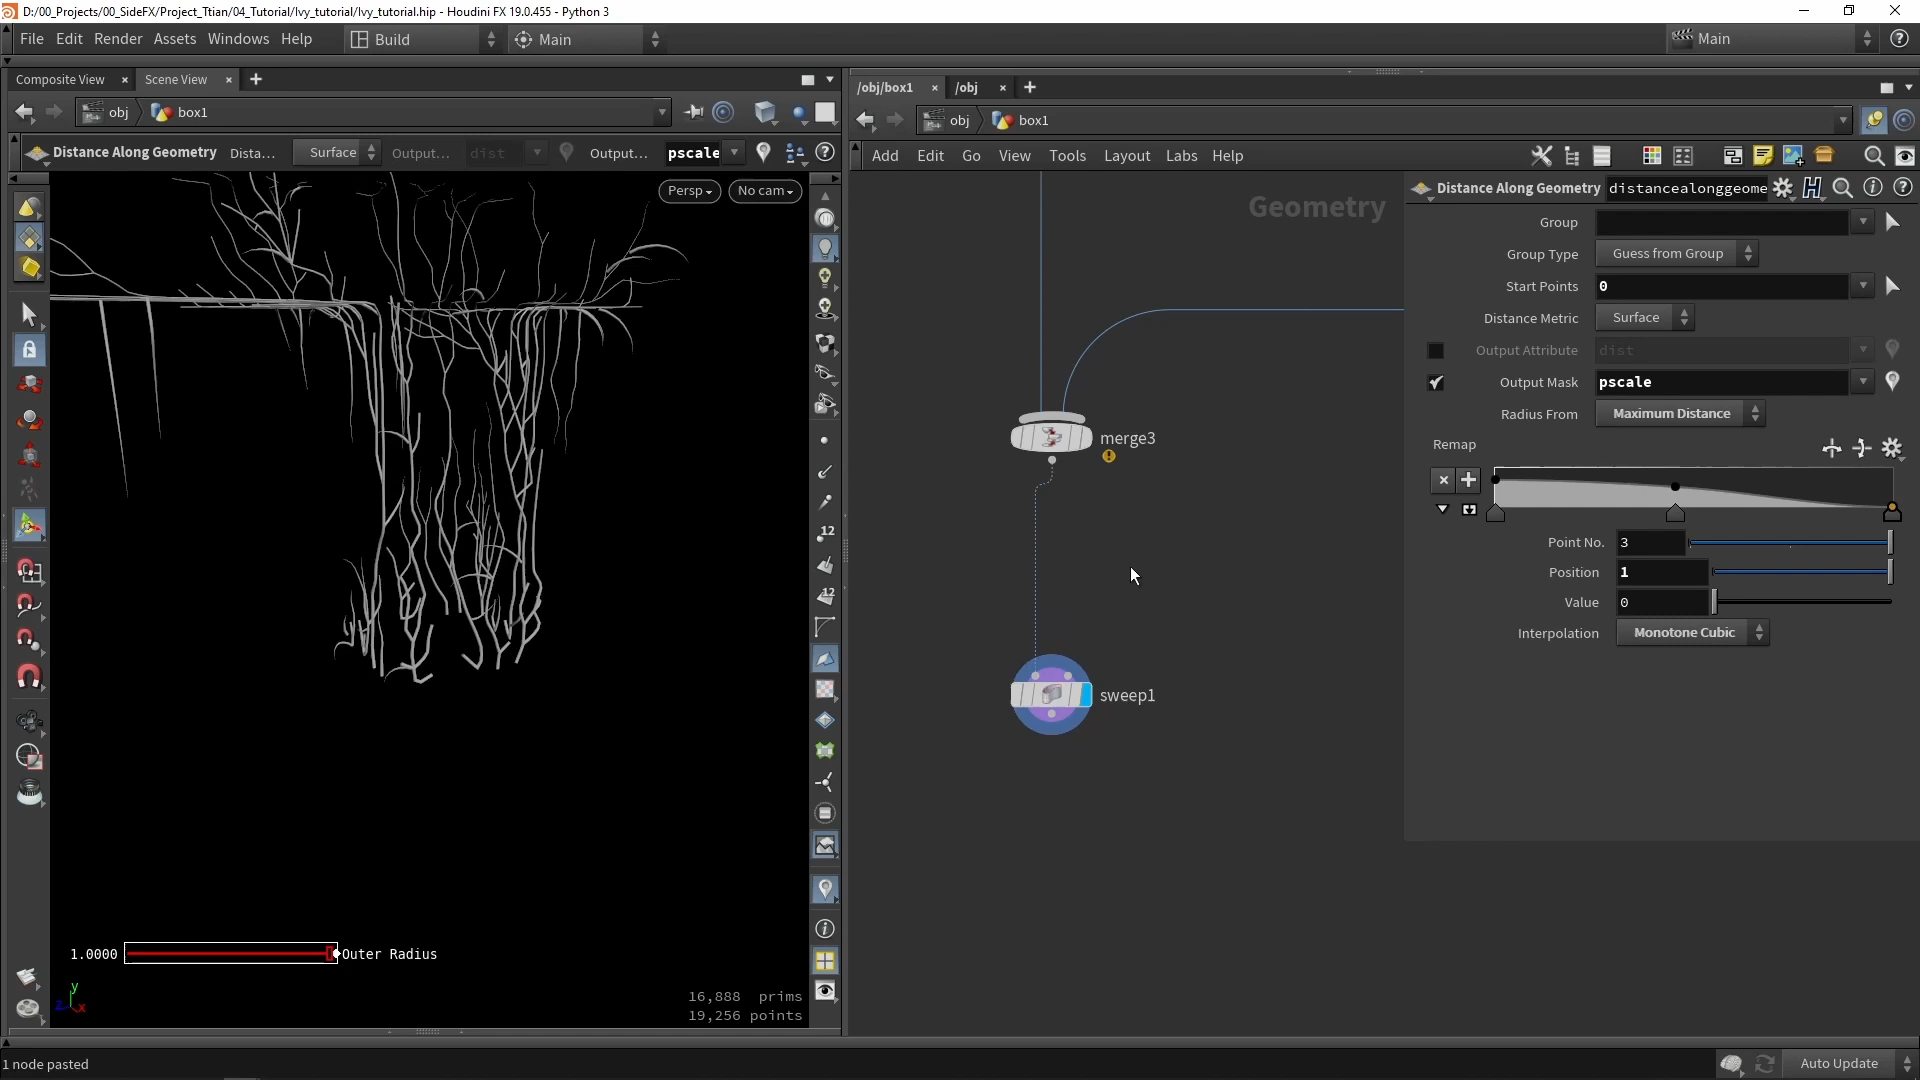 D:/00_Projects/00_SideFX/Project_Ttian/04_Tutorial/Ivy_tutorial/Ivy_tutorial.hip - Houdini FX 19.0.455 - Python 3
File Edit Render Assets Windows Help Build Main Main
Composite View Scene View
/obj/box1 /obj
obj box1
obj box1
Distance Along Geometry Dista... Surface Output... dist Output... pscale
Add Edit Go View Tools Layout Labs Help
Persp No cam
Geometry
Distance Along Geometry distancealonggeome
Group
Group Type Guess from Group
Start Points 0
Distance Metric Surface
Output Attribute dist
Output Mask pscale
Radius From Maximum Distance
Remap
Point No. 3
Position 1
Value 0
Interpolation Monotone Cubic
merge3
sweep1
12
12
1.0000 Outer Radius
y
z x
16,888 prims
19,256 points
1 node pasted
Auto Update